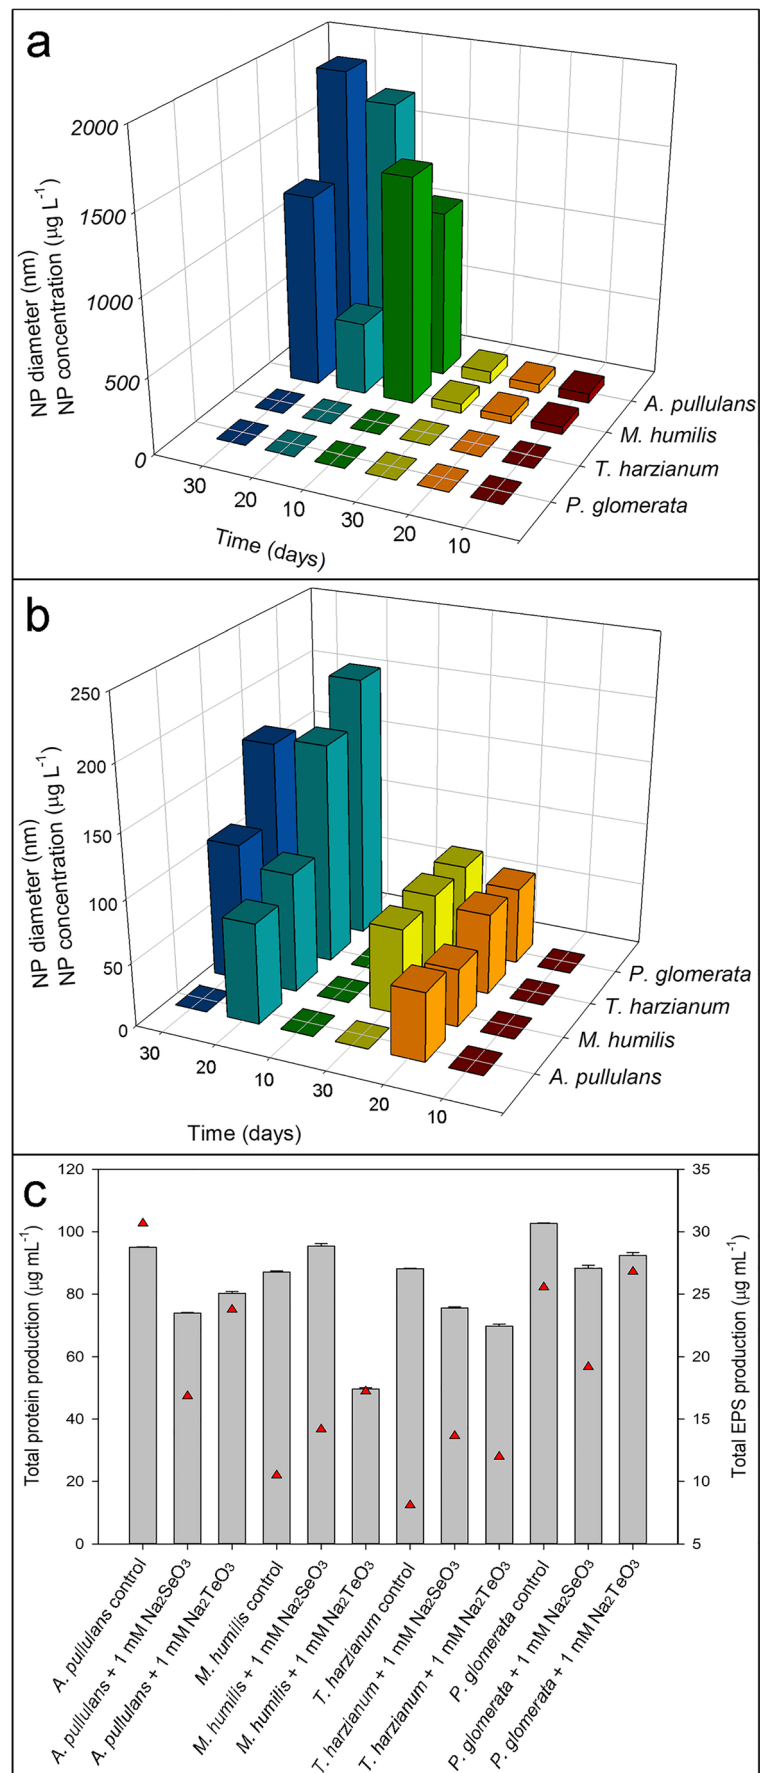 a
2000
1500
1000
500
0
NP diameter (nm)
NP concentration (µg L-1)
30
20
10
30
20
10
Time (days)
A. pullulans
M. humilis
T. harzianum
P. glomerata
b
250
200
150
100
50
0
NP diameter (nm)
NP concentration (µg L-1)
30
20
10
30
20
10
Time (days)
P. glomerata
T. harzianum
M. humilis
A. pullulans
c
120
100
80
60
40
20
0
Total protein production (µg mL-1)
35
30
25
20
15
10
5
Total EPS production (µg mL-1)
A. pullulans control
A. pullulans + 1 mM Na2SeO3
A. pullulans + 1 mM Na2TeO3
M. humilis control
M. humilis + 1 mM Na2SeO3
M. humilis + 1 mM Na2TeO3
T. harzianum control
T. harzianum + 1 mM Na2SeO3
T. harzianum + 1 mM Na2TeO3
P. glomerata control
P. glomerata + 1 mM Na2SeO3
P. glomerata + 1 mM Na2TeO3